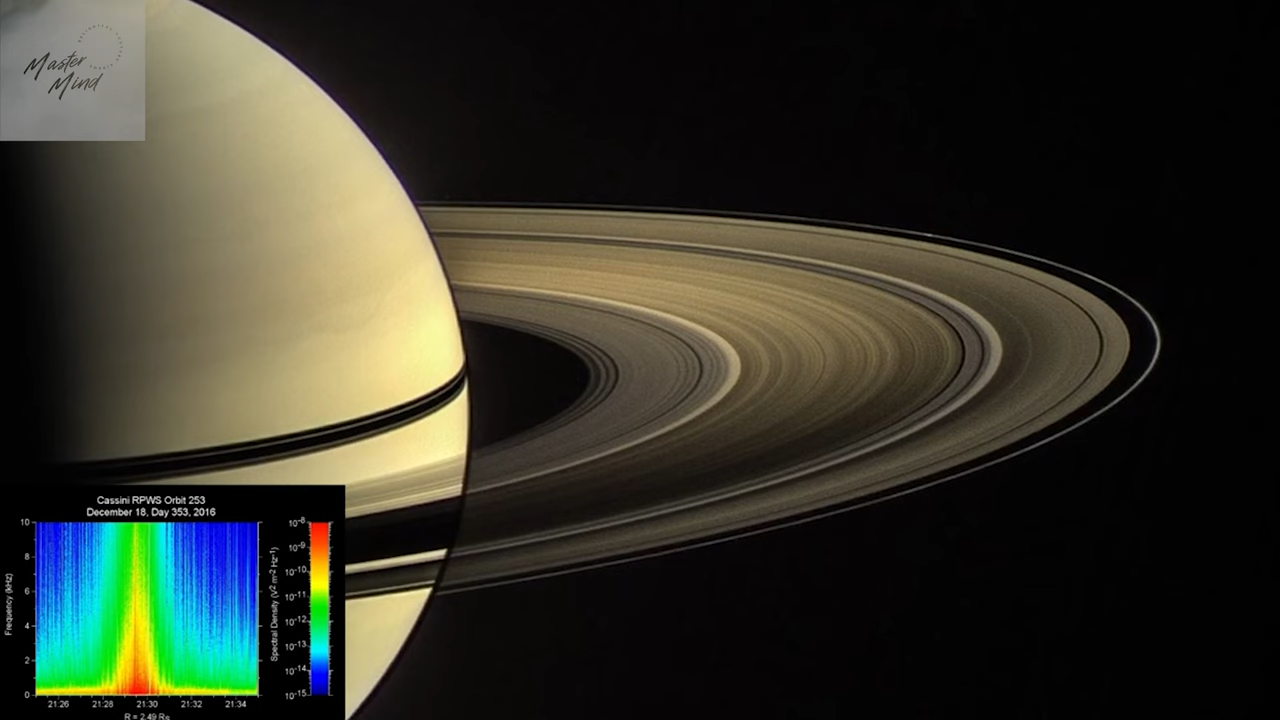 Master
Mind
Cassini RPWS Orbit 253
December 18, Day 353, 2016
10
8
6
4
2
0
Frequency (kHz)
21:26 21:28 21:30 21:32 21:34
R = 2.49 Rs
10-8
10-9
10-10
10-11
10-12
10-13
10-14
10-15
Spectral Density (V2 m-2 Hz-1)